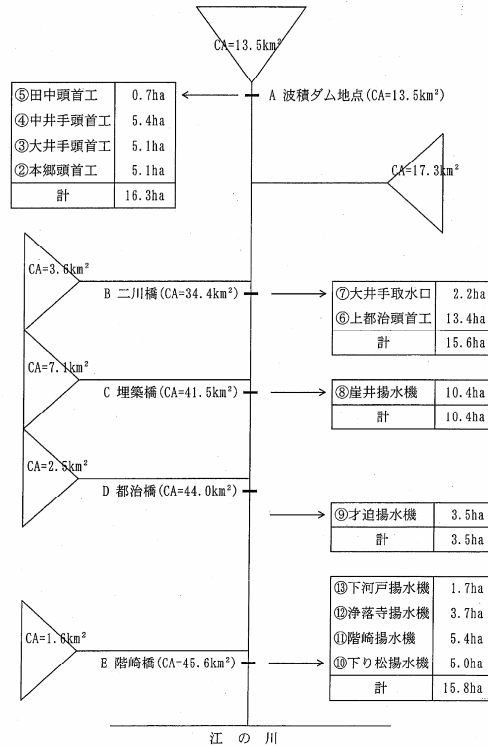 CA=13.5km²
A 波積ダム地点(CA=13.5km²)
⑤田中頭首工 0.7ha
④中井手頭首工 5.4ha
③大井手頭首工 5.1ha
②本郷頭首工 5.1ha
計 16.3ha
CA=17.3km²
CA=3.6km²
B 二川橋(CA=34.4km²)
⑦大井手取水口 2.2ha
⑥上都治頭首工 13.4ha
計 15.6ha
CA=7.1km²
C 埋築橋(CA=41.5km²)
⑧崖井揚水機 10.4ha
計 10.4ha
CA=2.5km²
D 都治橋(CA=44.0km²)
⑨才迫揚水機 3.5ha
計 3.5ha
⑬下河戸揚水機 1.7ha
⑫浄落寺揚水機 3.7ha
⑪階崎揚水機 5.4ha
⑩下り松揚水機 5.0ha
計 15.8ha
CA=1.6km²
E 階崎橋(CA-45.6km²)
江の川